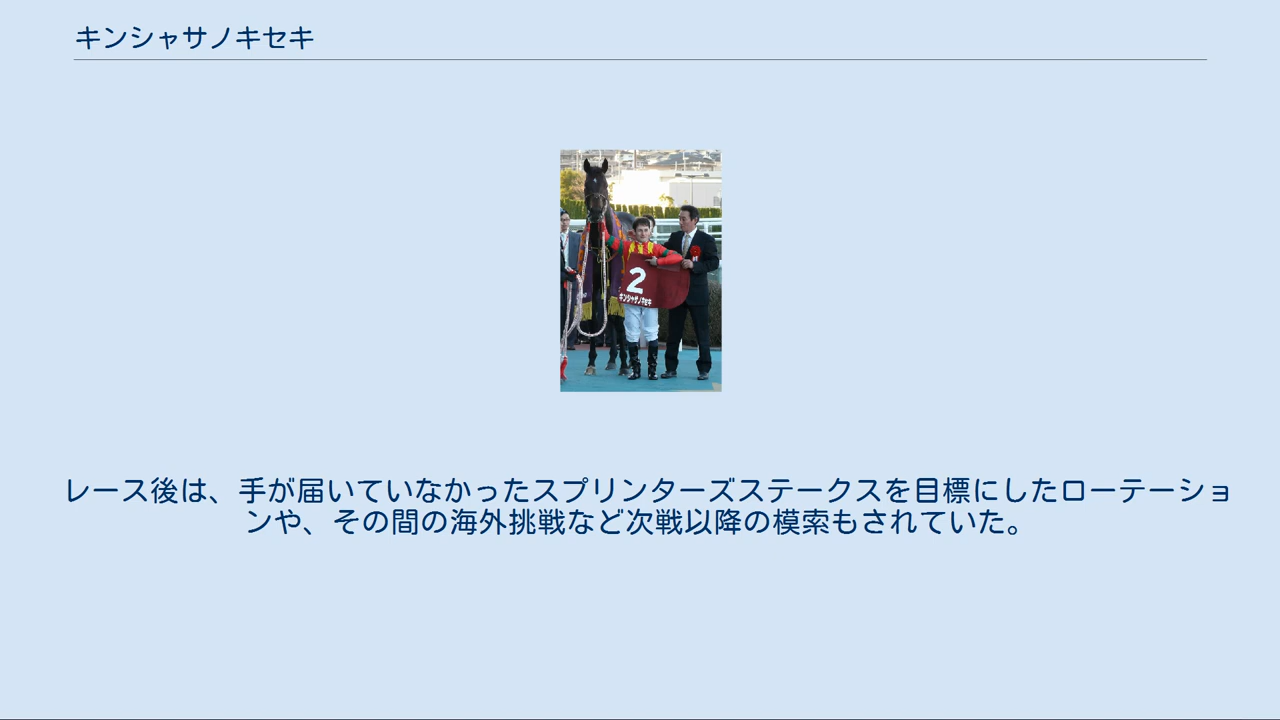 キンシャサノキセキ
2
キンシャサノキセキ
レース後は、手が届いていなかったスプリンターズステークスを目標にしたローテーショ
ンや、その間の海外挑戦など次戦以降の模索もされていた。